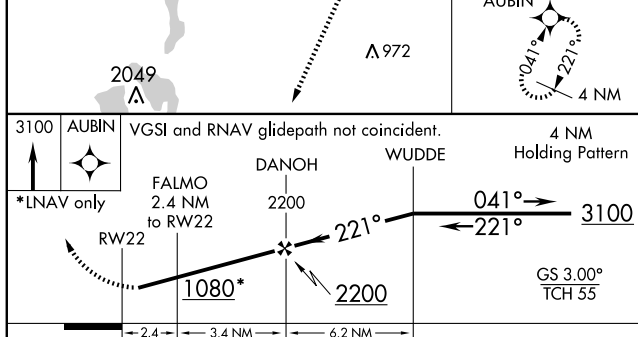 AUBIN
041°
221°
4 NM
972
2049
3100
AUBIN
VGSI and RNAV glidepath not coincident.
4 NM
Holding Pattern
*LNAV only
RW22
FALMO
2.4 NM
to RW22
DANOH
2200
WUDDE
041°
221°
3100
221°
1080*
2200
GS 3.00°
TCH 55
2.4
3.4 NM
6.2 NM